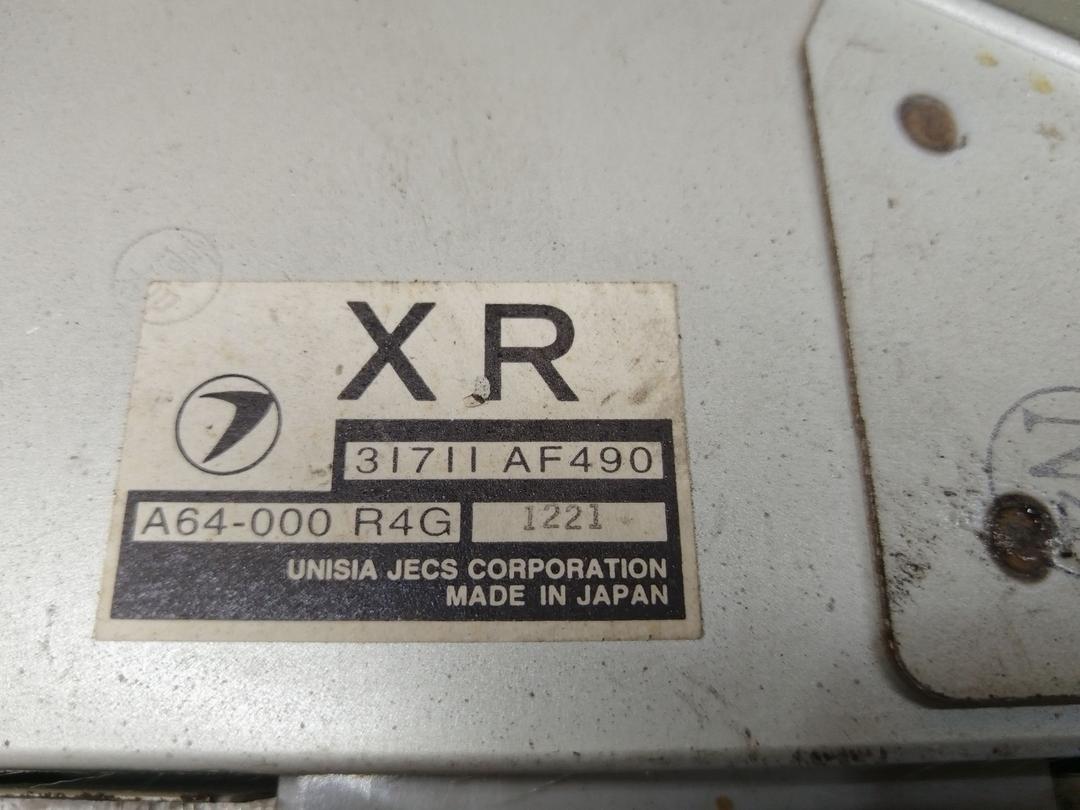 XR
31711 AF490
A64-000 R4G 1221
UNISIA JECS CORPORATION
MADE IN JAPAN